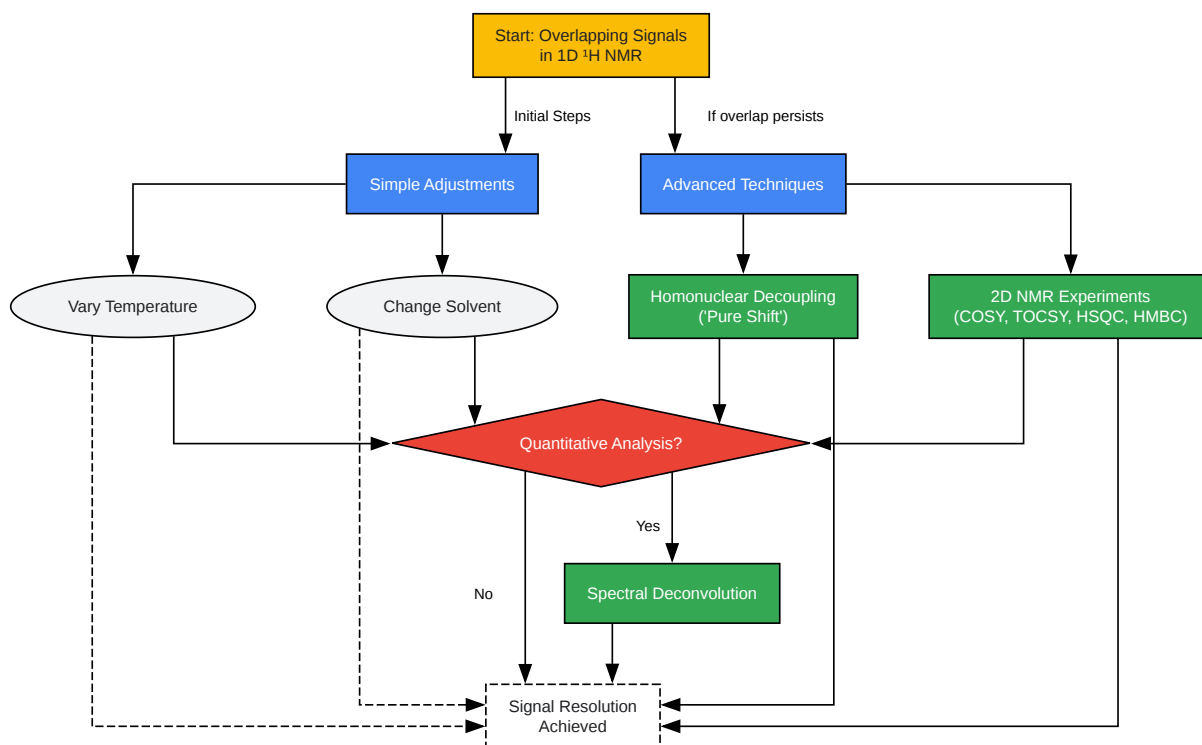 Start: Overlapping Signals
in 1D ¹H NMR
Initial Steps
If overlap persists
Simple Adjustments
Advanced Techniques
Vary Temperature
Change Solvent
Homonuclear Decoupling
('Pure Shift')
2D NMR Experiments
(COSY, TOCSY, HSQC, HMBC)
Quantitative Analysis?
Yes
No
Spectral Deconvolution
Signal Resolution
Achieved